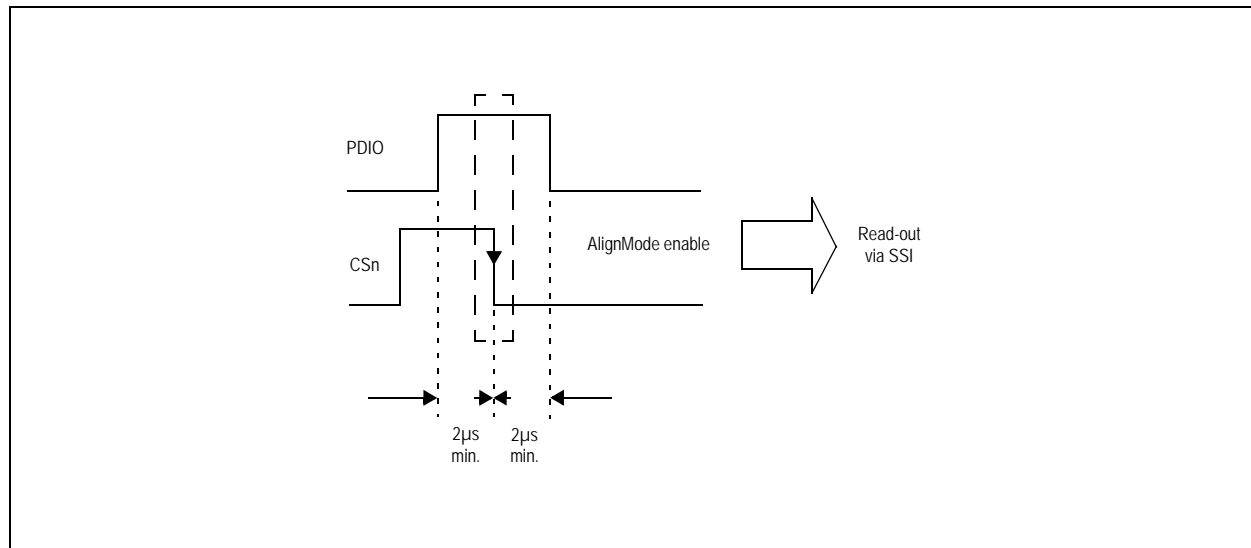 PDIO
CSn
AlignMode enable
Read-out
via SSI
2µs
min.
2µs
min.